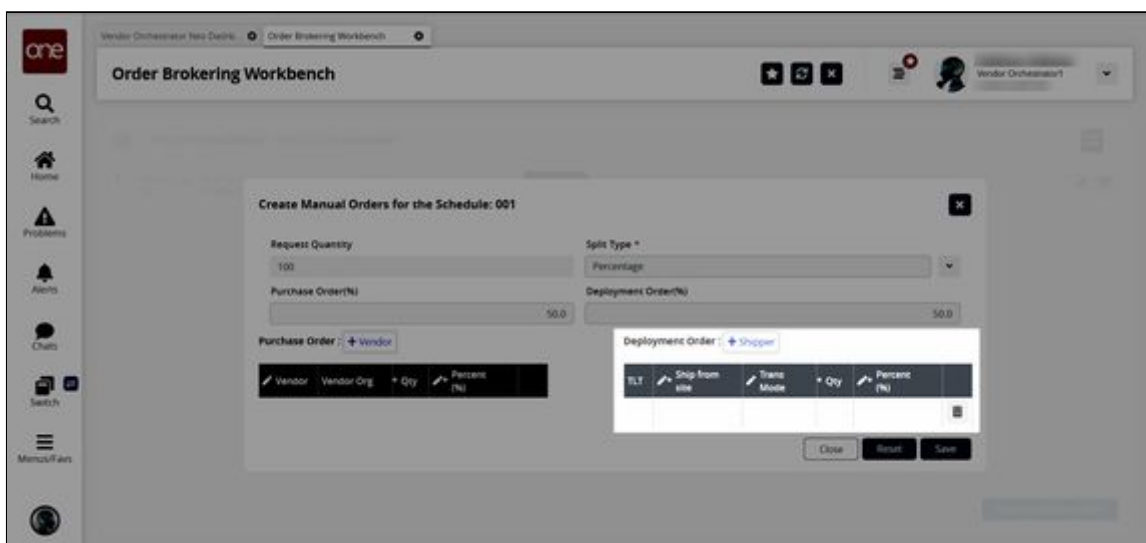 one
Vendor Orchestrator Neo Dashb...
Order Brokering Workbench
Order Brokering Workbench
Vendor Orchestrator1
Search
Home
Problems
Alerts
Chats
Switch
Menus/Favs
Create Manual Orders for the Schedule: 001
Request Quantity
Split Type *
100
Percentage
Purchase Order(%)
Deployment Order(%)
50.0
50.0
Purchase Order : + Vendor
Deployment Order : + Shipper
Vendor Vendor Org * Qty * Percent (%)
TLT * Ship from site Trans Mode * Qty * Percent (%)
Close Reset Save